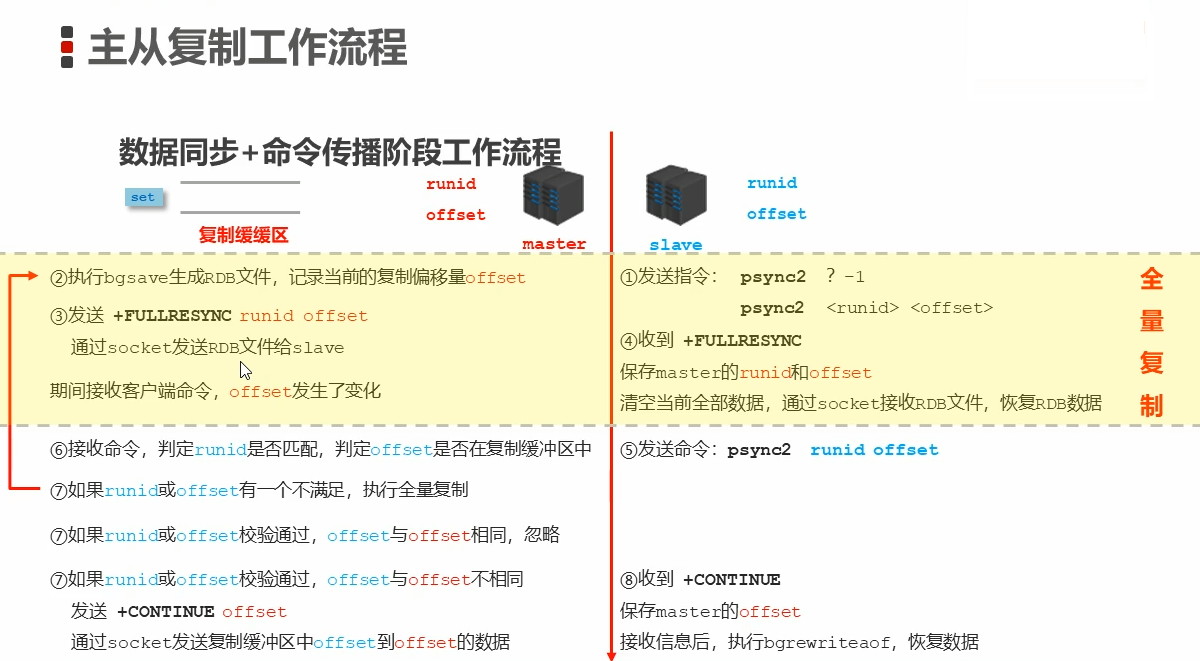 主从复制工作流程
数据同步+命令传播阶段工作流程
set
复制缓缓区
runid
offset
master
runid
offset
slave
②执行bgsave生成RDB文件，记录当前的复制偏移量offset
③发送 +FULLRESYNC runid offset
通过socket发送RDB文件给slave
期间接收客户端命令，offset发生了变化
①发送指令： psync2 ? -1
psync2 <runid> <offset>
④收到 +FULLRESYNC
保存master的runid和offset
清空当前全部数据，通过socket接收RDB文件，恢复RDB数据
全
量
复
制
⑥接收命令，判定runid是否匹配，判定offset是否在复制缓冲区中
⑤发送命令：psync2 runid offset
⑦如果runid或offset有一个不满足，执行全量复制
⑦如果runid或offset校验通过，offset与offset相同，忽略
⑦如果runid或offset校验通过，offset与offset不相同
发送 +CONTINUE offset
通过socket发送复制缓冲区中offset到offset的数据
⑧收到 +CONTINUE
保存master的offset
接收信息后，执行bgrewriteaof，恢复数据